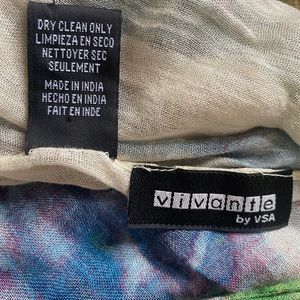 DRY CLEAN ONLY
LIMPIEZA EN SECO
NETTOYER SEC
SEULEMENT
MADE IN INDIA
HECHO EN INDIA
FAIT EN INDE
vivante
by VSA